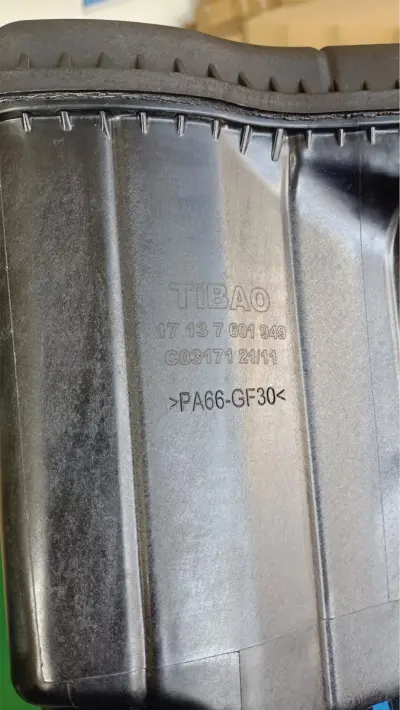 TiBAO
17 13 7 601 949
C03171 21/11
>PA66-GF30<